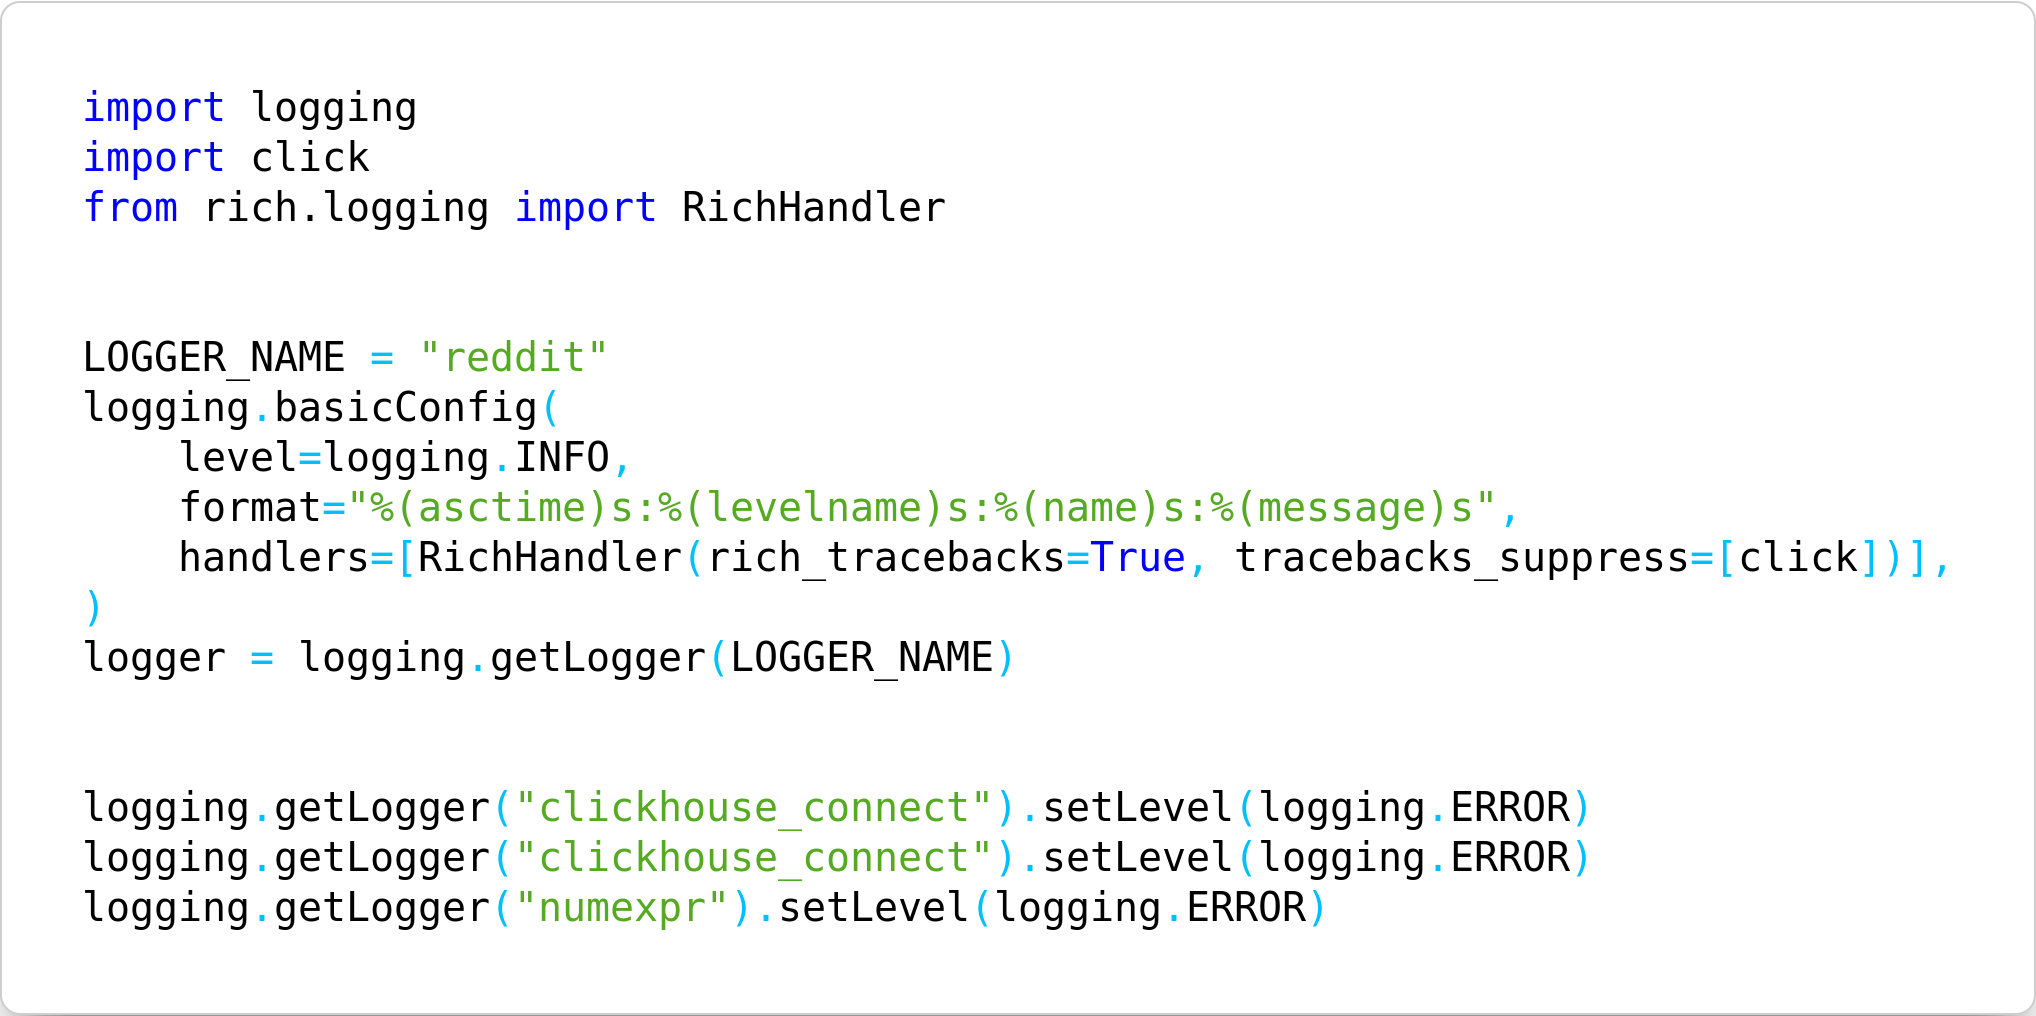 import logging
import click
from rich.logging import RichHandler
LOGGER_NAME = "reddit"
logging.basicConfig(
    level=logging.INFO,
    format="%(asctime)s:%(levelname)s:%(name)s:%(message)s",
    handlers=[RichHandler(rich_tracebacks=True, tracebacks_suppress=[click])],
)
logger = logging.getLogger(LOGGER_NAME)
logging.getLogger("clickhouse_connect").setLevel(logging.ERROR)
logging.getLogger("clickhouse_connect").setLevel(logging.ERROR)
logging.getLogger("numexpr").setLevel(logging.ERROR)